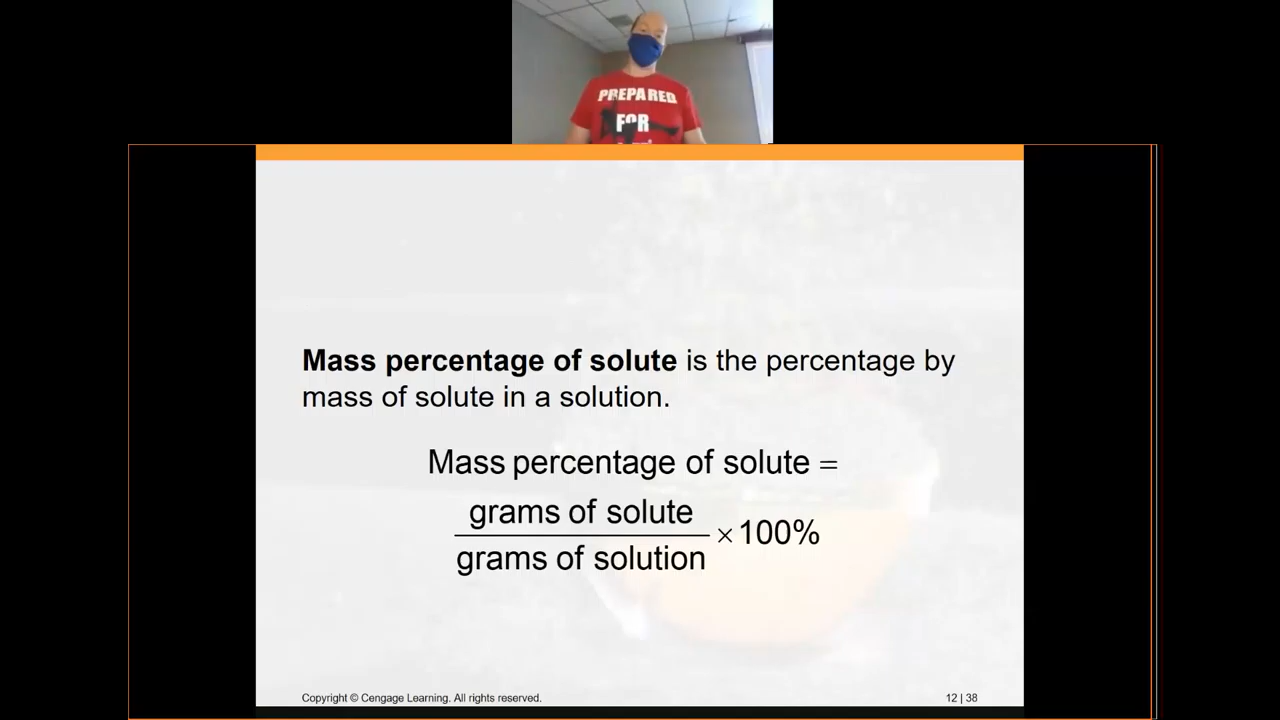 PREPARED
FOR
Mass percentage of solute is the percentage by
mass of solute in a solution.
Mass percentage of solute =
grams of solute
grams of solution
×100%
Copyright © Cengage Learning. All rights reserved.
12 | 38